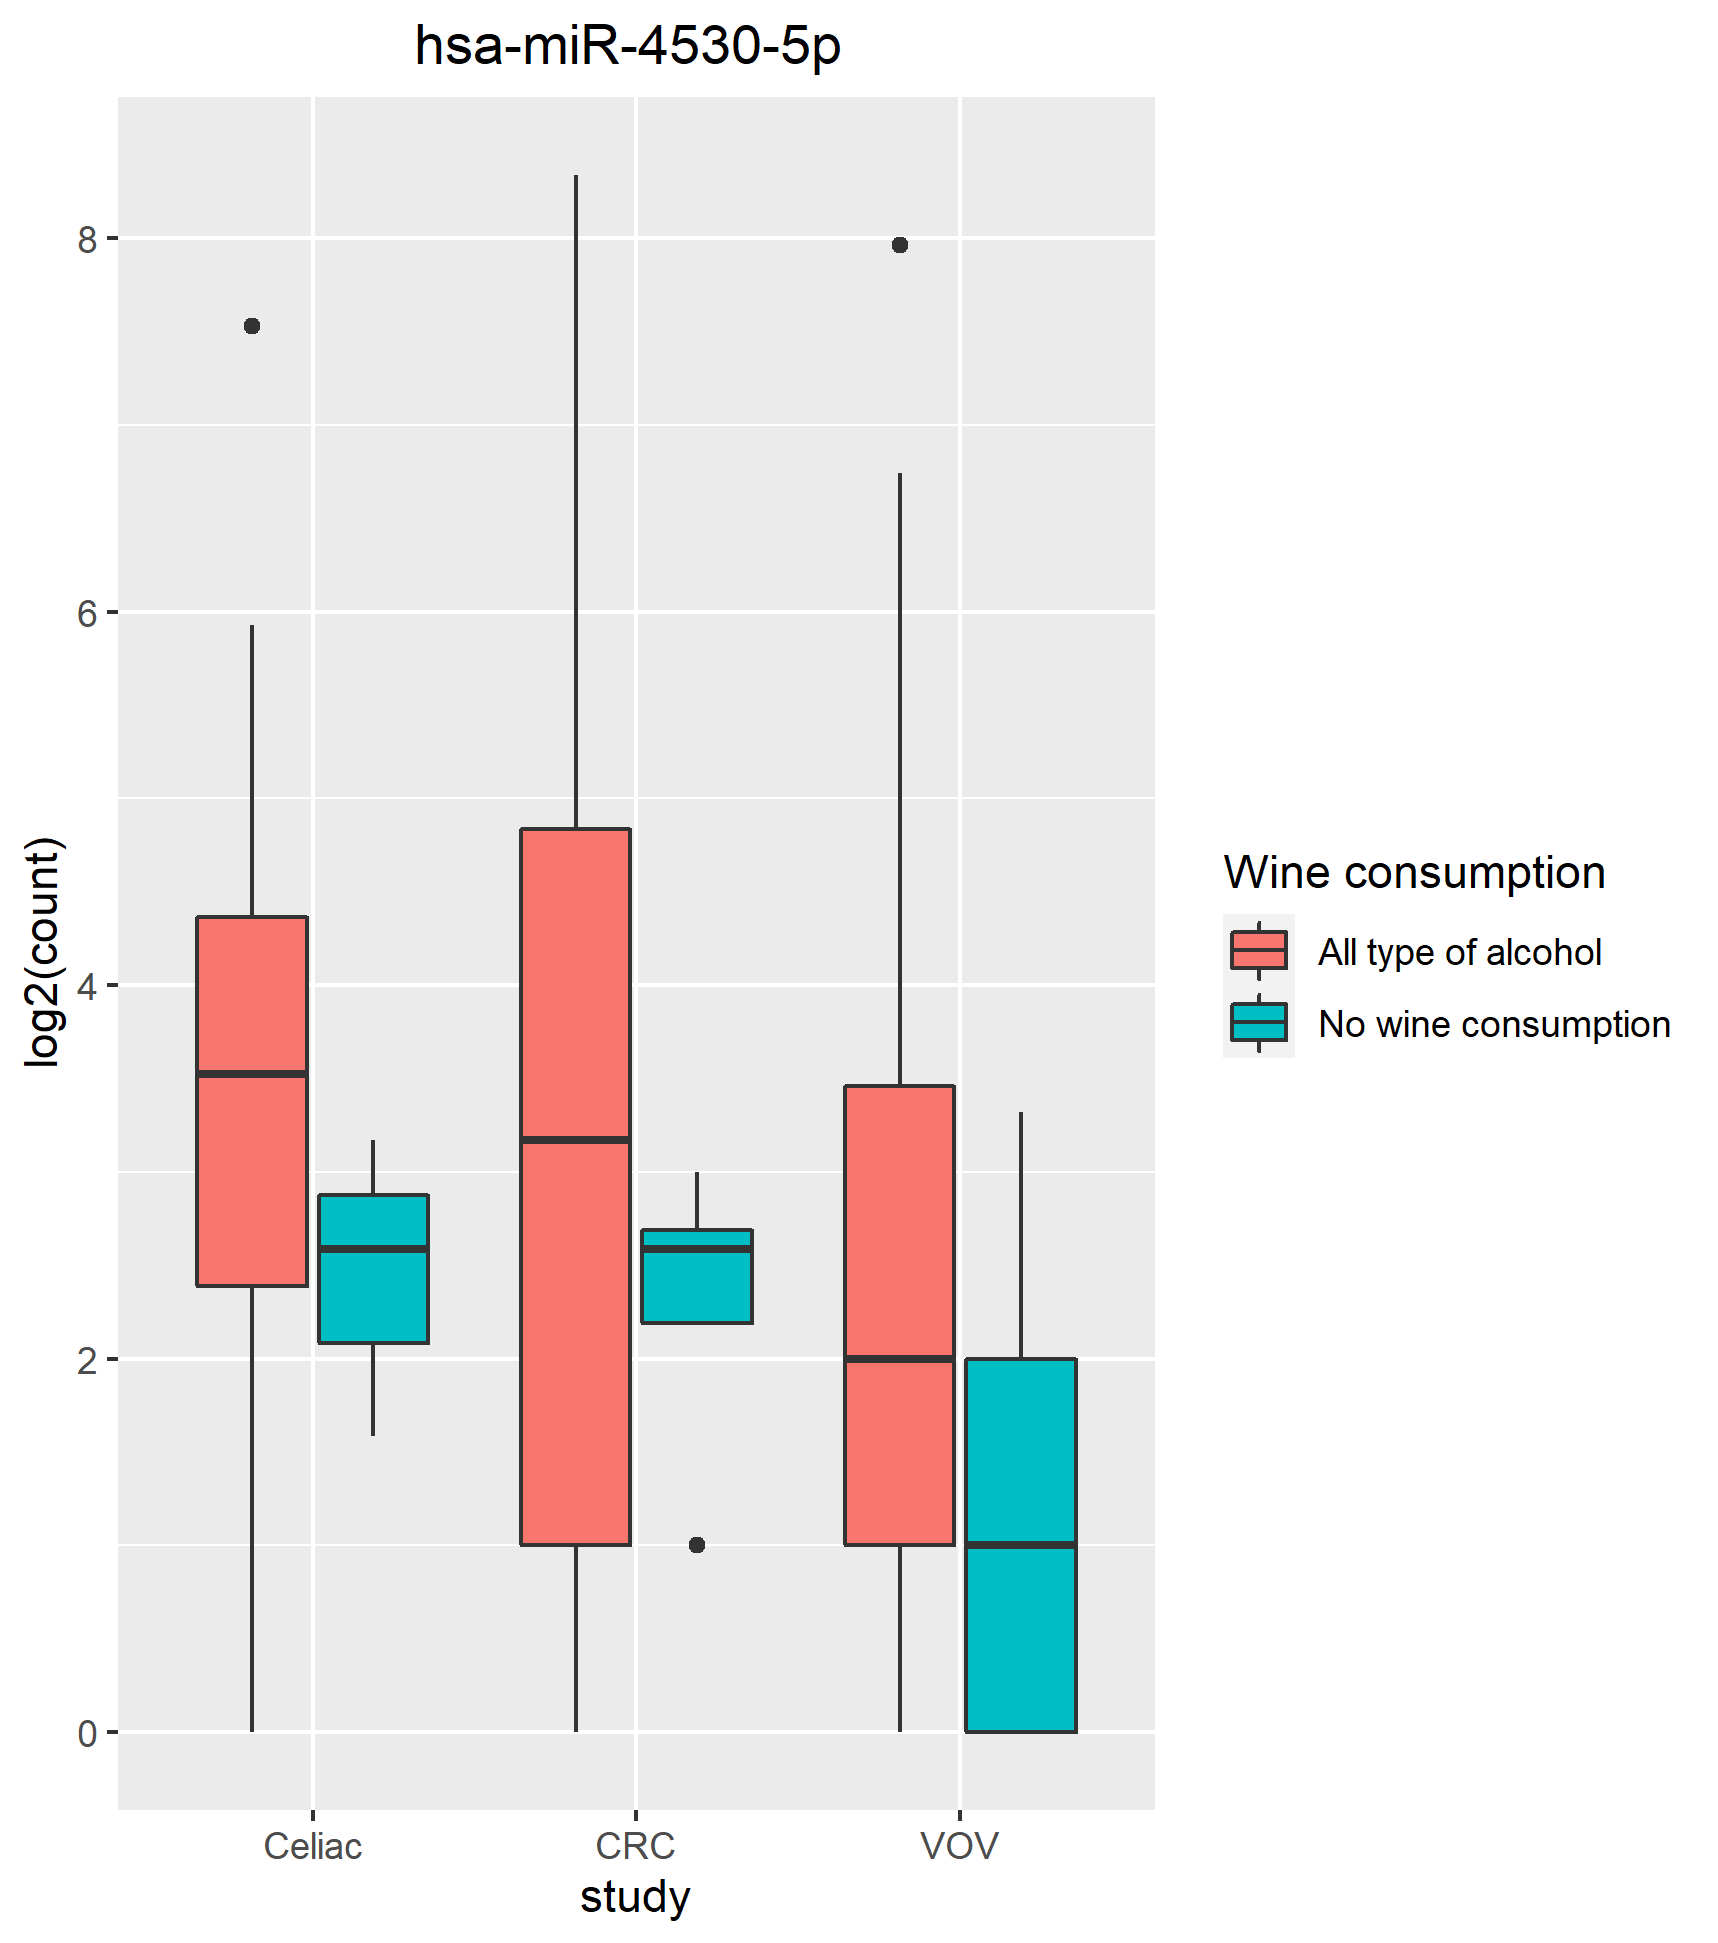 hsa-miR-4530-5p
log2(count)
8
6
4
2
0
Celiac
CRC
VOV
study
Wine consumption
All type of alcohol
No wine consumption